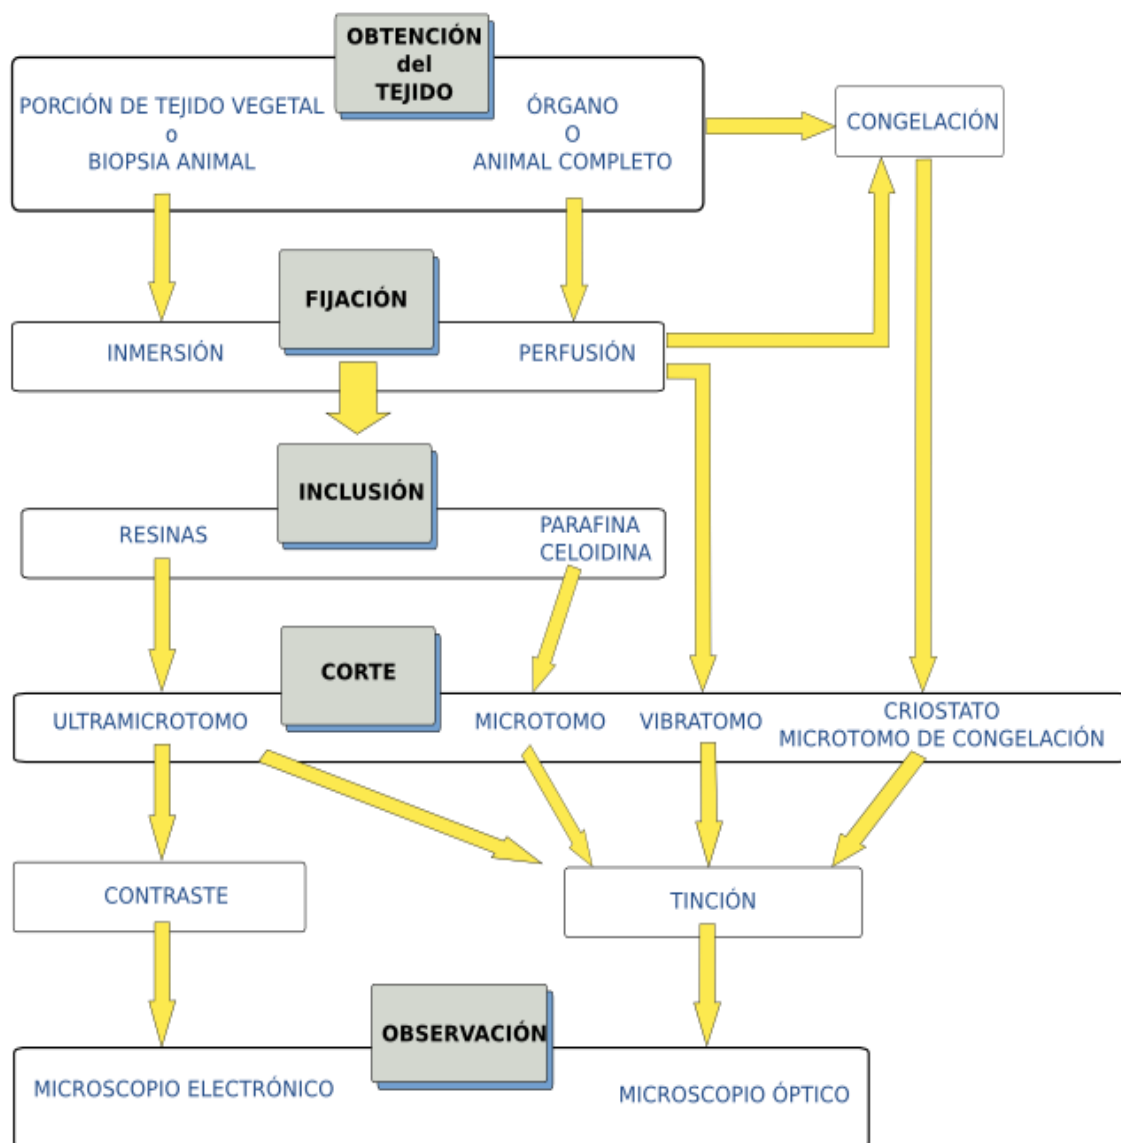 OBTENCIÓN
del
TEJIDO
PORCIÓN DE TEJIDO VEGETAL
o
BIOPSIA ANIMAL
ÓRGANO
O
ANIMAL COMPLETO
CONGELACIÓN
FIJACIÓN
INMERSIÓN
PERFUSIÓN
INCLUSIÓN
RESINAS
PARAFINA
CELOIDINA
CORTE
ULTRAMICROTOMO
MICROTOMO
VIBRATOMO
CRIOSTATO
MICROTOMO DE CONGELACIÓN
CONTRASTE
TINCIÓN
OBSERVACIÓN
MICROSCOPIO ELECTRÓNICO
MICROSCOPIO ÓPTICO